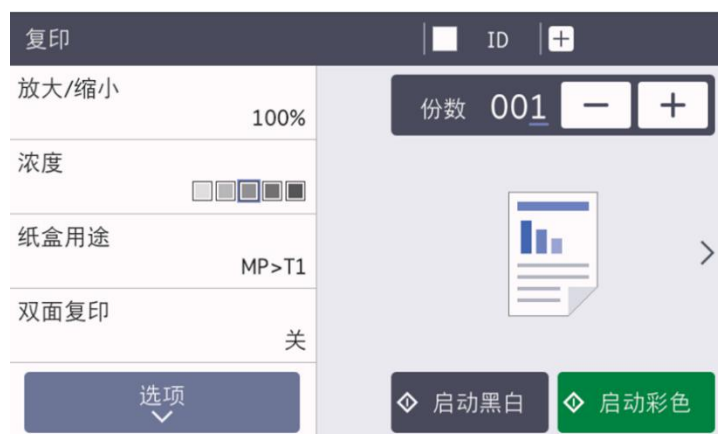 复印
ID
放大/缩小
100%
份数 001
浓度
纸盒用途
MP>T1
双面复印
关
选项
启动黑白
启动彩色